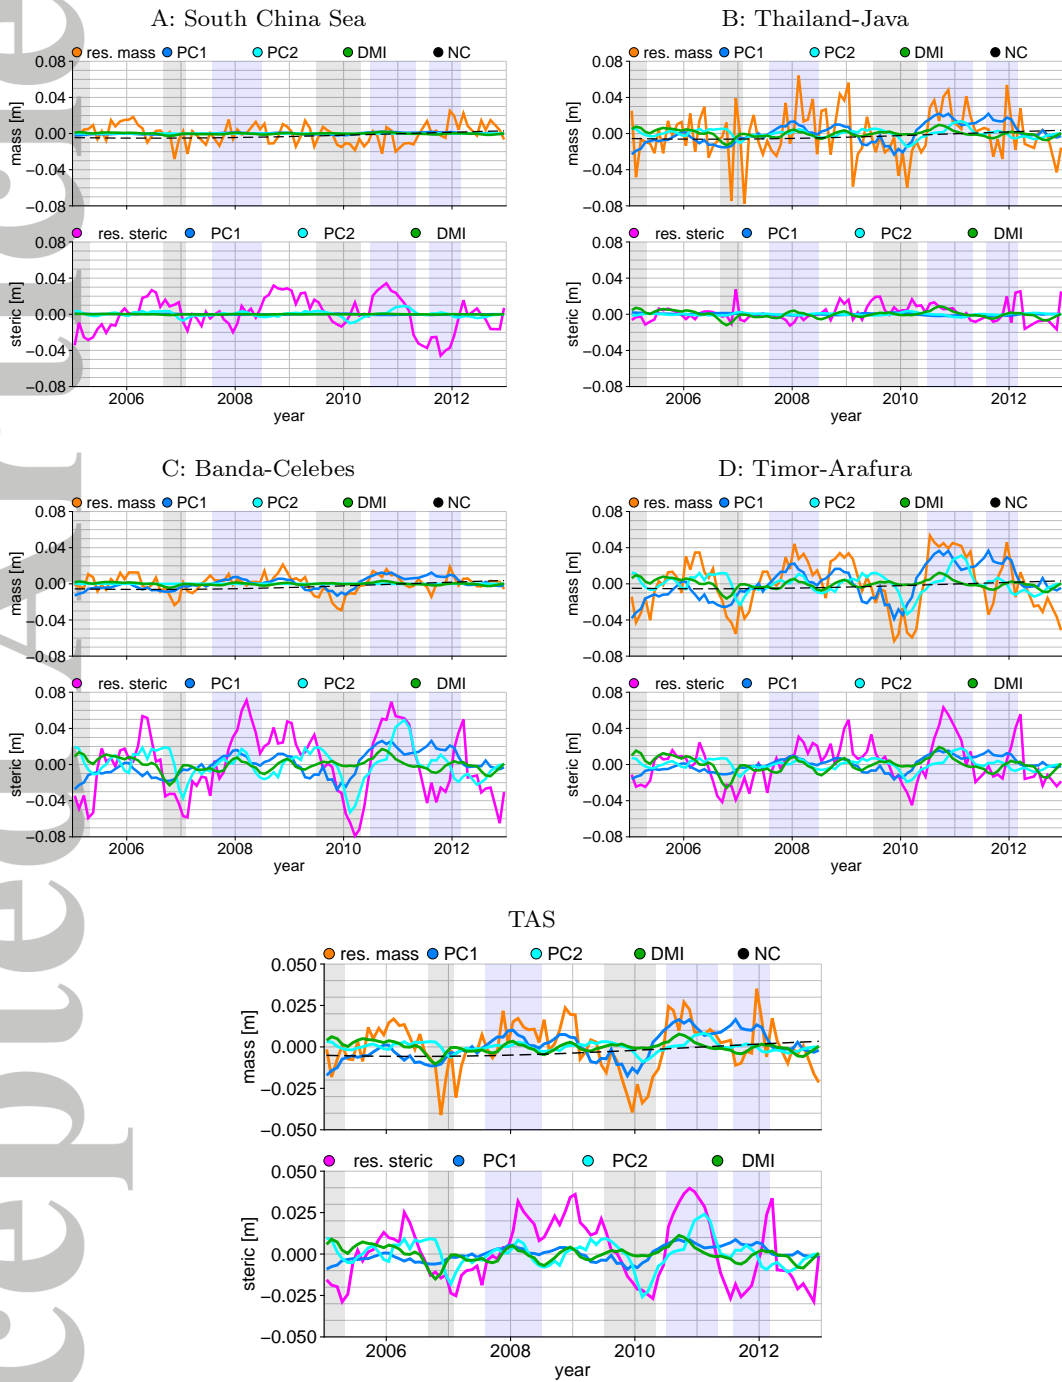 A: South China Sea
res. mass PC1 PC2 DMI NC
0.08
0.04
0.00
−0.04
−0.08
mass [m]
res. steric PC1 PC2 DMI
0.08
0.04
0.00
−0.04
−0.08
steric [m]
2006 2008 2010 2012
year
B: Thailand-Java
res. mass PC1 PC2 DMI NC
0.08
0.04
0.00
−0.04
−0.08
mass [m]
res. steric PC1 PC2 DMI
0.08
0.04
0.00
−0.04
−0.08
steric [m]
2006 2008 2010 2012
year
C: Banda-Celebes
res. mass PC1 PC2 DMI NC
0.08
0.04
0.00
−0.04
−0.08
mass [m]
res. steric PC1 PC2 DMI
0.08
0.04
0.00
−0.04
−0.08
steric [m]
2006 2008 2010 2012
year
D: Timor-Arafura
res. mass PC1 PC2 DMI NC
0.08
0.04
0.00
−0.04
−0.08
mass [m]
res. steric PC1 PC2 DMI
0.08
0.04
0.00
−0.04
−0.08
steric [m]
2006 2008 2010 2012
year
TAS
res. mass PC1 PC2 DMI NC
0.050
0.025
0.000
−0.025
−0.050
mass [m]
res. steric PC1 PC2 DMI
0.050
0.025
0.000
−0.025
−0.050
steric [m]
2006 2008 2010 2012
year